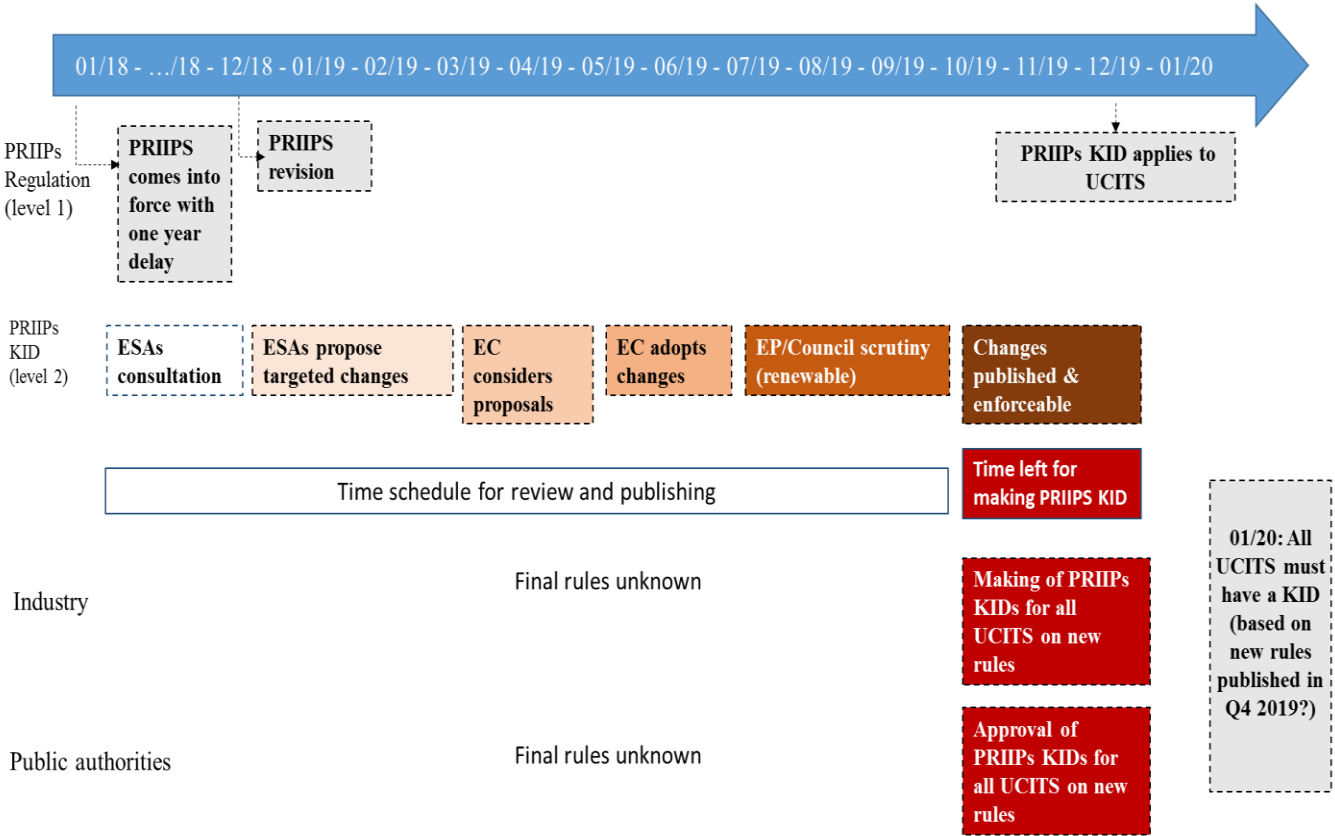 01/18 - …/18 - 12/18 - 01/19 - 02/19 - 03/19 - 04/19 - 05/19 - 06/19 - 07/19 - 08/19 - 09/19 - 10/19 - 11/19 - 12/19 - 01/20
PRIIPs
Regulation
(level 1)
PRIIPS
comes into
force with
one year
delay
PRIIPS
revision
PRIIPs KID applies to
UCITS
PRIIPs
KID
(level 2)
ESAs
consultation
ESAs propose
targeted changes
EC
considers
proposals
EC adopts
changes
EP/Council scrutiny
(renewable)
Changes
published &
enforceable
Time schedule for review and publishing
Time left for
making PRIIPS KID
Industry
Final rules unknown
Making of PRIIPs
KIDs for all
UCITS on new
rules
01/20: All
UCITS must
have a KID
(based on
new rules
published in
Q4 2019?)
Public authorities
Final rules unknown
Approval of
PRIIPs KIDs for
all UCITS on new
rules